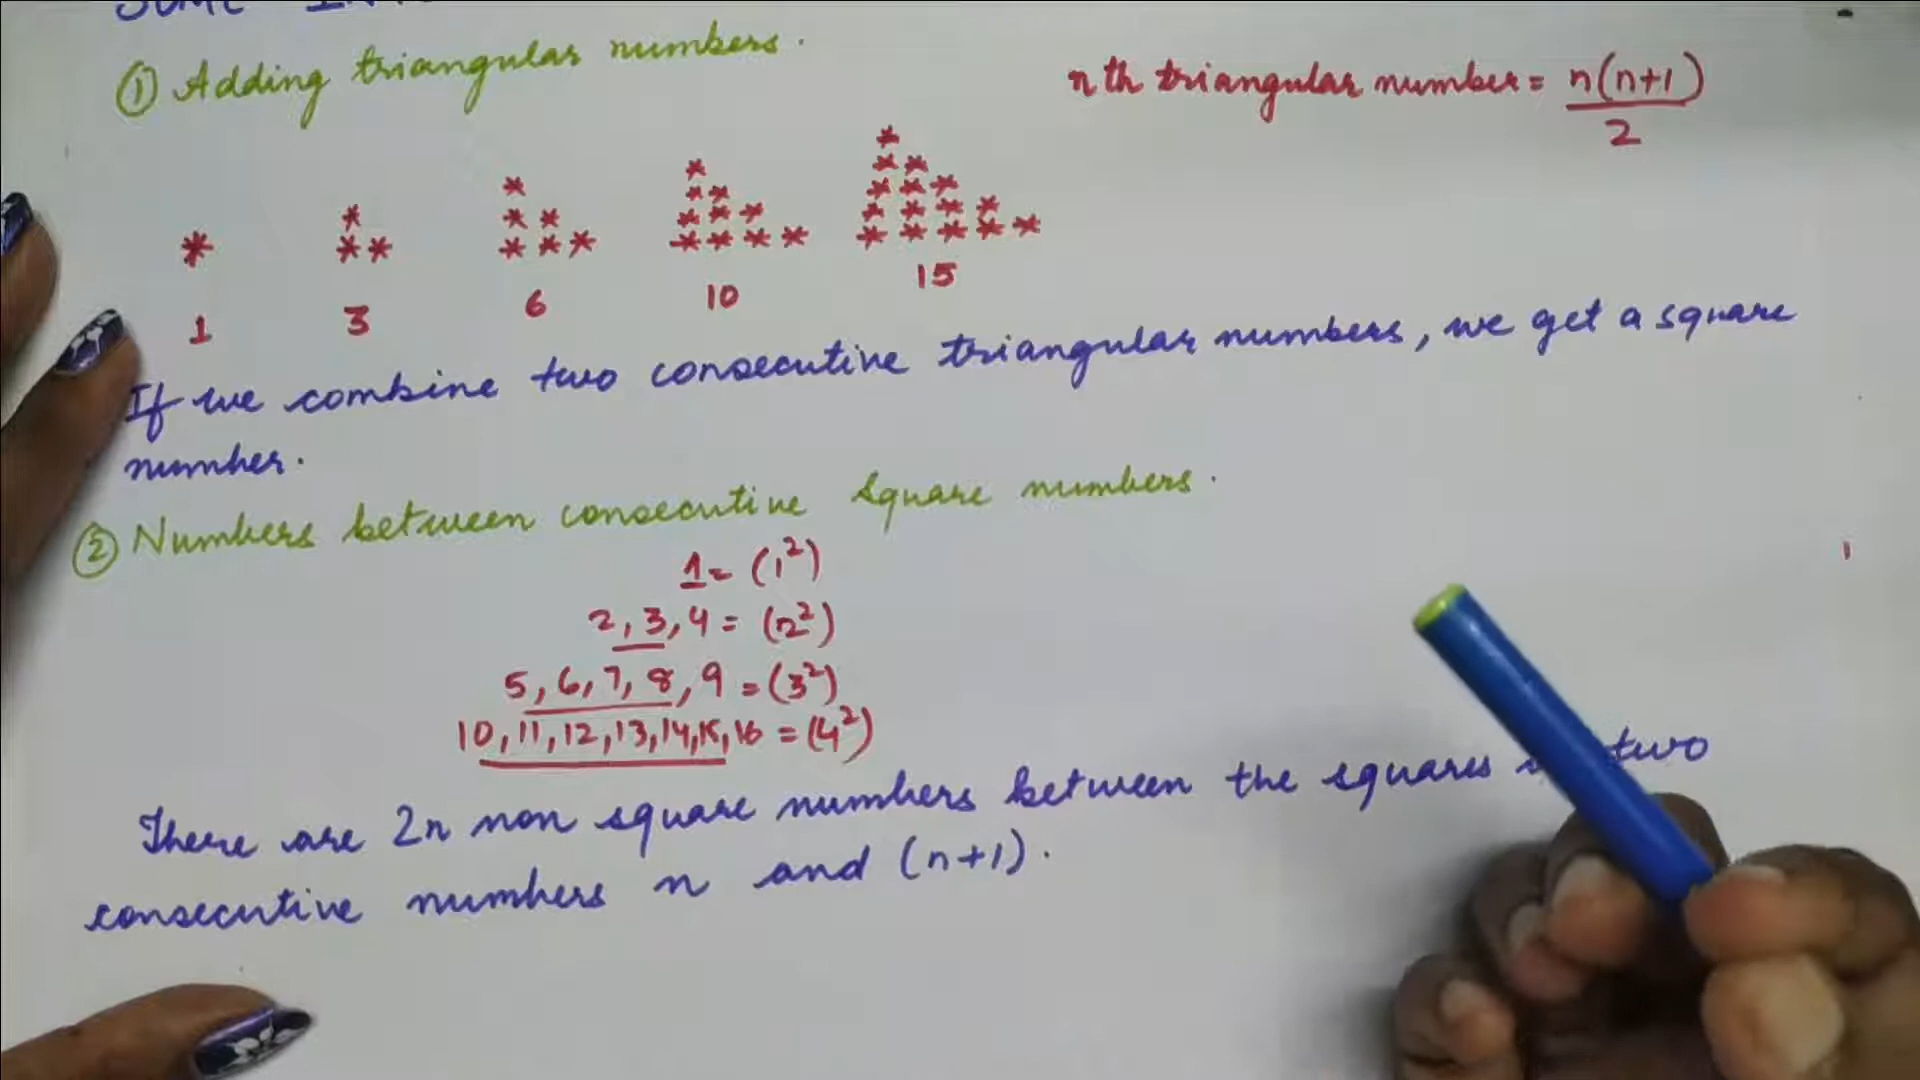 ① Adding triangular numbers.
nth triangular number = n(n+1)/2
1 3 6 10 15
If we combine two consecutive triangular numbers, we get a square
number.
② Numbers between consecutive square numbers.
1 = (1²)
2, 3, 4 = (2²)
5, 6, 7, 8, 9 = (3²)
10, 11, 12, 13, 14, 15, 16 = (4²)
There are 2n non square numbers between the squares two
consecutive numbers n and (n+1).